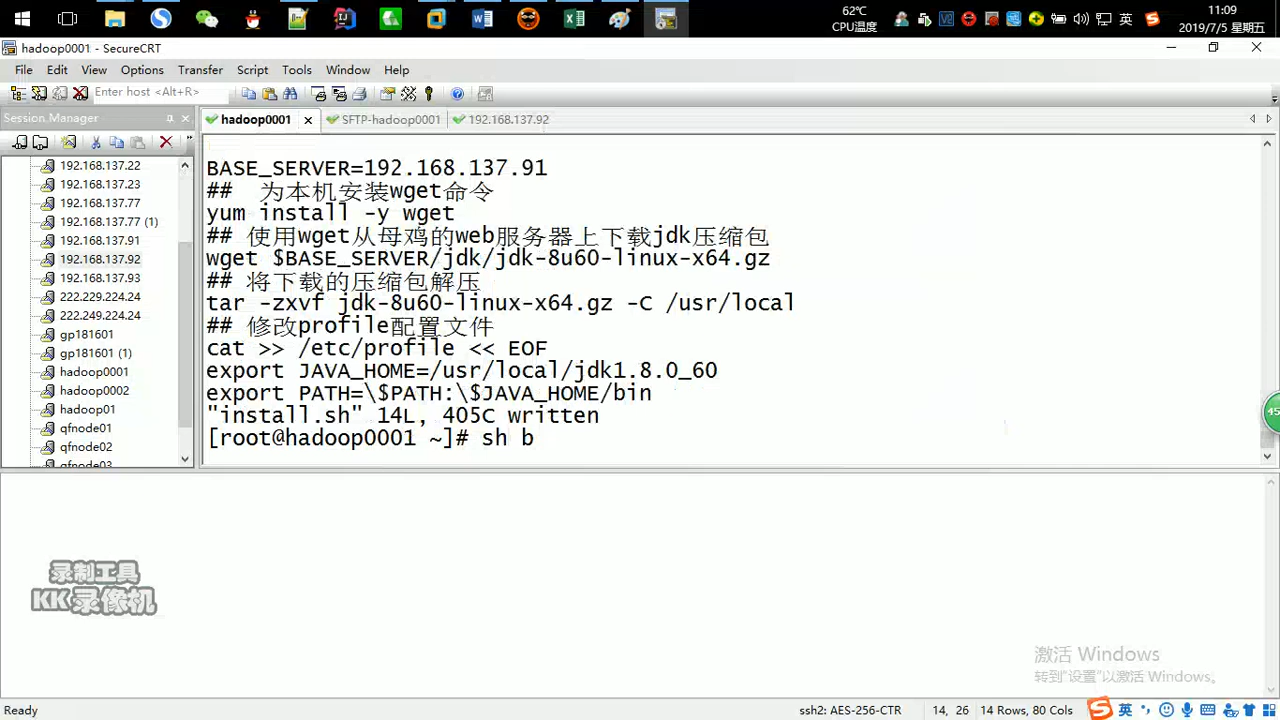 62℃
CPU温度
英
11:09
2019/7/5 星期五
hadoop0001 - SecureCRT
File Edit View Options Transfer Script Tools Window Help
Enter host <Alt+R>
Session Manager
hadoop0001
SFTP-hadoop0001
192.168.137.92
192.168.137.22
192.168.137.23
192.168.137.77
192.168.137.77 (1)
192.168.137.91
192.168.137.92
192.168.137.93
222.229.224.24
222.249.224.24
gp181601
gp181601 (1)
hadoop0001
hadoop0002
hadoop01
qfnode01
qfnode02
qfnode03
BASE_SERVER=192.168.137.91
## 为本机安装wget命令
yum install -y wget
## 使用wget从母鸡的web服务器上下载jdk压缩包
wget $BASE_SERVER/jdk/jdk-8u60-linux-x64.gz
## 将下载的压缩包解压
tar -zxvf jdk-8u60-linux-x64.gz -C /usr/local
## 修改profile配置文件
cat >> /etc/profile << EOF
export JAVA_HOME=/usr/local/jdk1.8.0_60
export PATH=\$PATH:\$JAVA_HOME/bin
"install.sh" 14L, 405C written
[root@hadoop0001 ~]# sh b
45
录制工具
KK 录像机
激活 Windows
转到"设置"以激活 Windows。
Ready
ssh2: AES-256-CTR
14, 26
14 Rows, 80 Cols
英